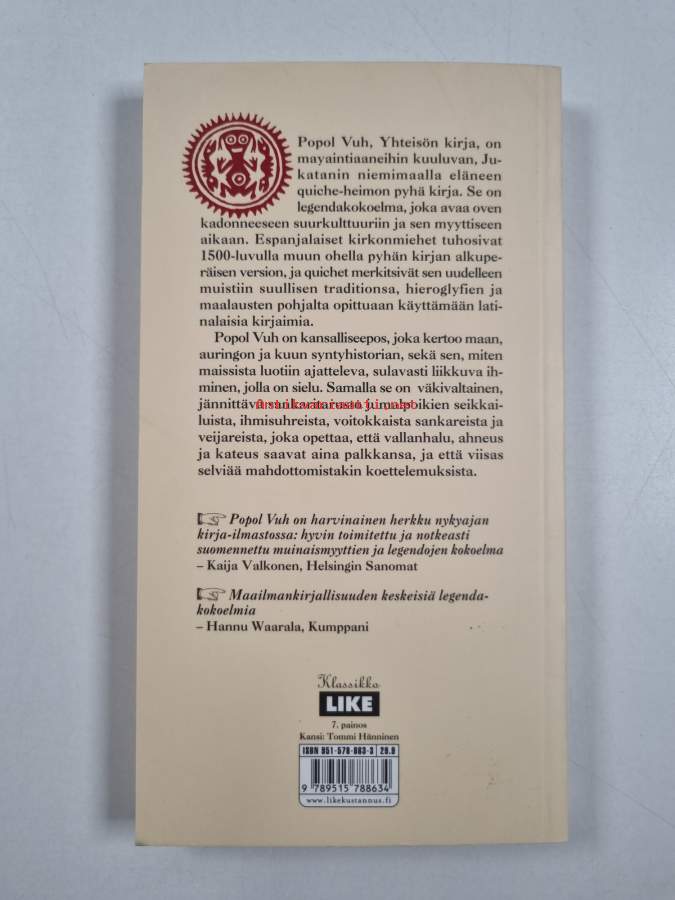 Popol Vuh, Yhteisön kirja, on
mayaintiaaneihin kuuluvan, Ju-
katanin niemimaalla eläneen
quiche-heimon pyhä kirja. Se on
legendakokoelma, joka avaa oven
kadonneeseen suurkulttuuriin ja sen myyttiseen
aikaan. Espanjalaiset kirkonmiehet tuhosivat
1500-luvulla muun ohella pyhän kirjan alkupe-
räisen version, ja quichet merkitsivät sen uudelleen
muistiin suullisen traditionsa, hieroglyfien ja
maalausten pohjalta opittuaan käyttämään lati-
nalaisia kirjaimia.
Popol Vuh on kansalliseepos, joka kertoo maan,
auringon ja kuun syntyhistorian, sekä sen, miten
maissista luotiin ajatteleva, sulavasti liikkuva ih-
minen, jolla on sielu. Samalla se on väkivaltainen,
jännittävä sankaritarusto jumalpoikien seikkai-
luista, ihmisuhreista, voitokkaista sankareista ja
veijareista, joka opettaa, että vallanhalu, ahneus
ja kateus saavat aina palkkansa, ja että viisas
selviää mahdottomistakin koettelemuksista.
Popol Vuh on harvinainen herkku nykyajan
kirja-ilmastossa: hyvin toimitettu ja notkeasti
suomennettu muinaismyyttien ja legendojen kokoelma
– Kaija Valkonen, Helsingin Sanomat
Maailmankirjallisuuden keskeisiä legenda-
kokoelmia
– Hannu Waarala, Kumppani
Klassikko
LIKE
7. painos
Kansi: Tommi Hänninen
ISBN 951-578-863-3 29.9
9 789515 788634
www.likekustannus.fi